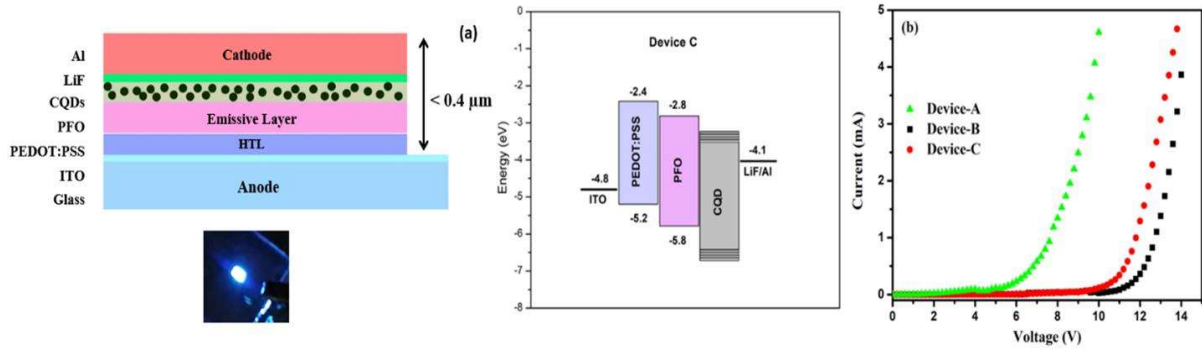 Al
LiF
CQDs
PFO
PEDOT:PSS
ITO
Glass
Cathode
Emissive Layer
HTL
Anode
< 0.4 μm
(a)
Device C
Energy (eV)
0
-1
-2
-3
-4
-5
-6
-7
-8
-4.8
ITO
-2.4
PEDOT:PSS
-5.2
-2.8
PFO
-5.8
CQD
-4.1
LiF/Al
(b)
Device-A
Device-B
Device-C
Current (mA)
5
4
3
2
1
0
0 2 4 6 8 10 12 14
Voltage (V)